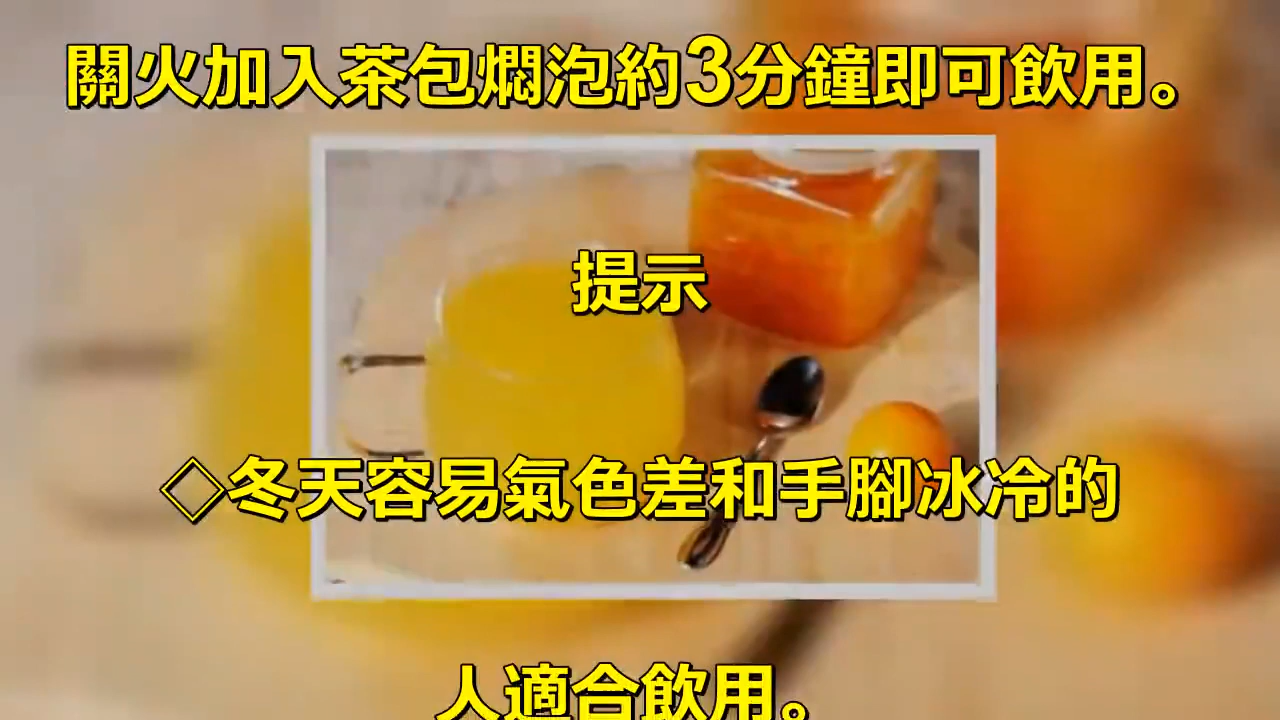 關火加入茶包燜泡約3分鐘即可飲用。
提示
◇冬天容易氣色差和手腳冰冷的
人適合飲用。